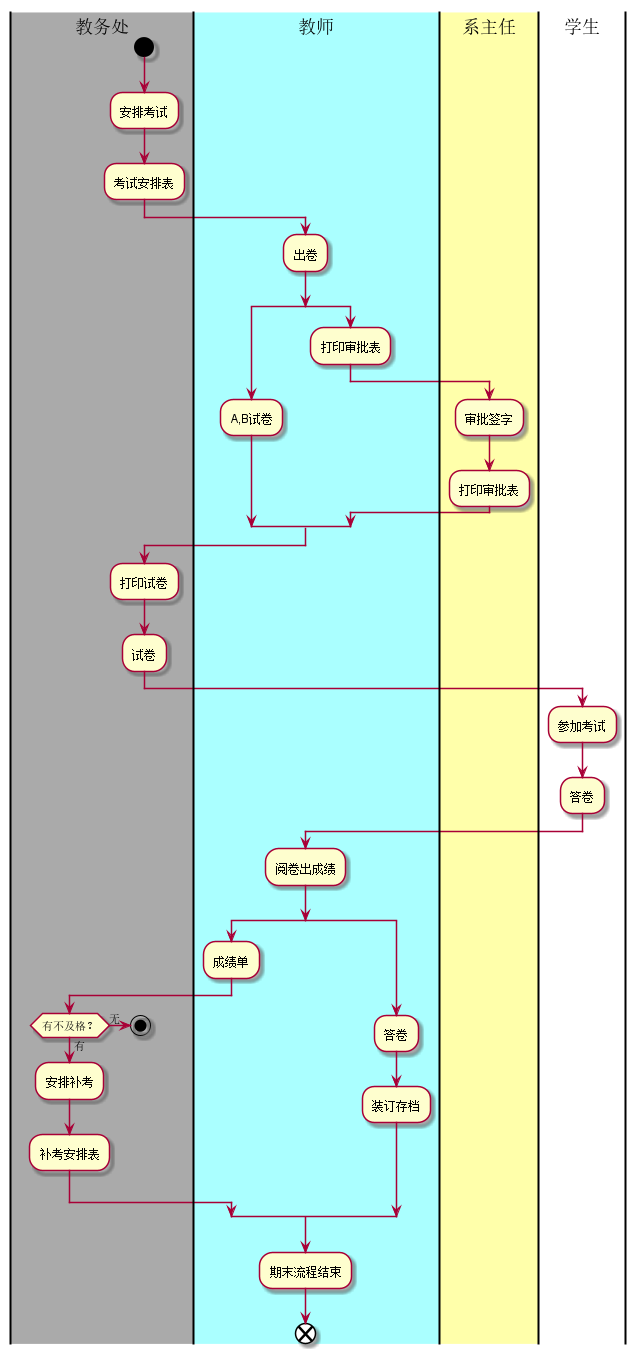 教务处
教师
系主任
学生
安排考试
考试安排表
出卷
打印审批表
A,B试卷
审批签字
打印审批表
打印试卷
试卷
参加考试
答卷
阅卷出成绩
成绩单
有不及格？
无
有
答卷
安排补考
装订存档
补考安排表
期末流程结束